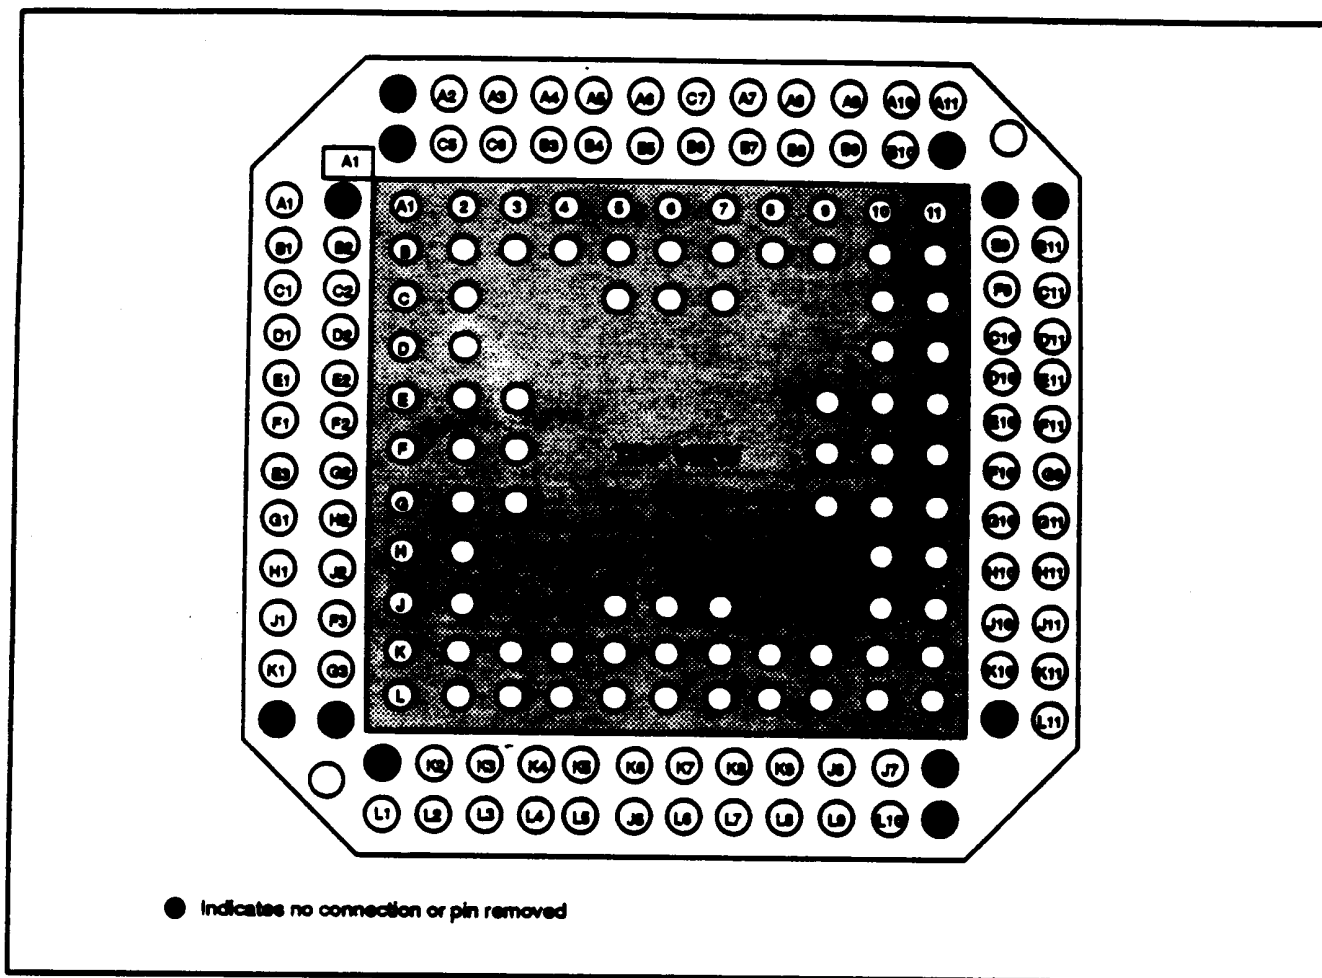 A2 A3 A4 A5 A6 C7 A7 A8 A9 A10 A11
C5 C6 B3 B4 B5 B6 B7 B8 B9 B10
A1
A1 A1 2 3 4 5 6 7 8 9 10 11
B1 B2 B B11
C1 C2 C F9 C11
D1 D2 D C10 D11
E1 E2 E D10 E11
F1 F2 F E10 F11
E3 G2 F F10 G9
G1 H2 G G10 G11
H1 J2 H H10 H11
J1 F3 J J10 J11
K1 G3 K K10 K11
L L11
K2 K3 K4 K5 K6 K7 K8 K9 J6 J7
L1 L2 L3 L4 L5 J5 L6 L7 L8 L9 L10
Indicates no connection or pin removed